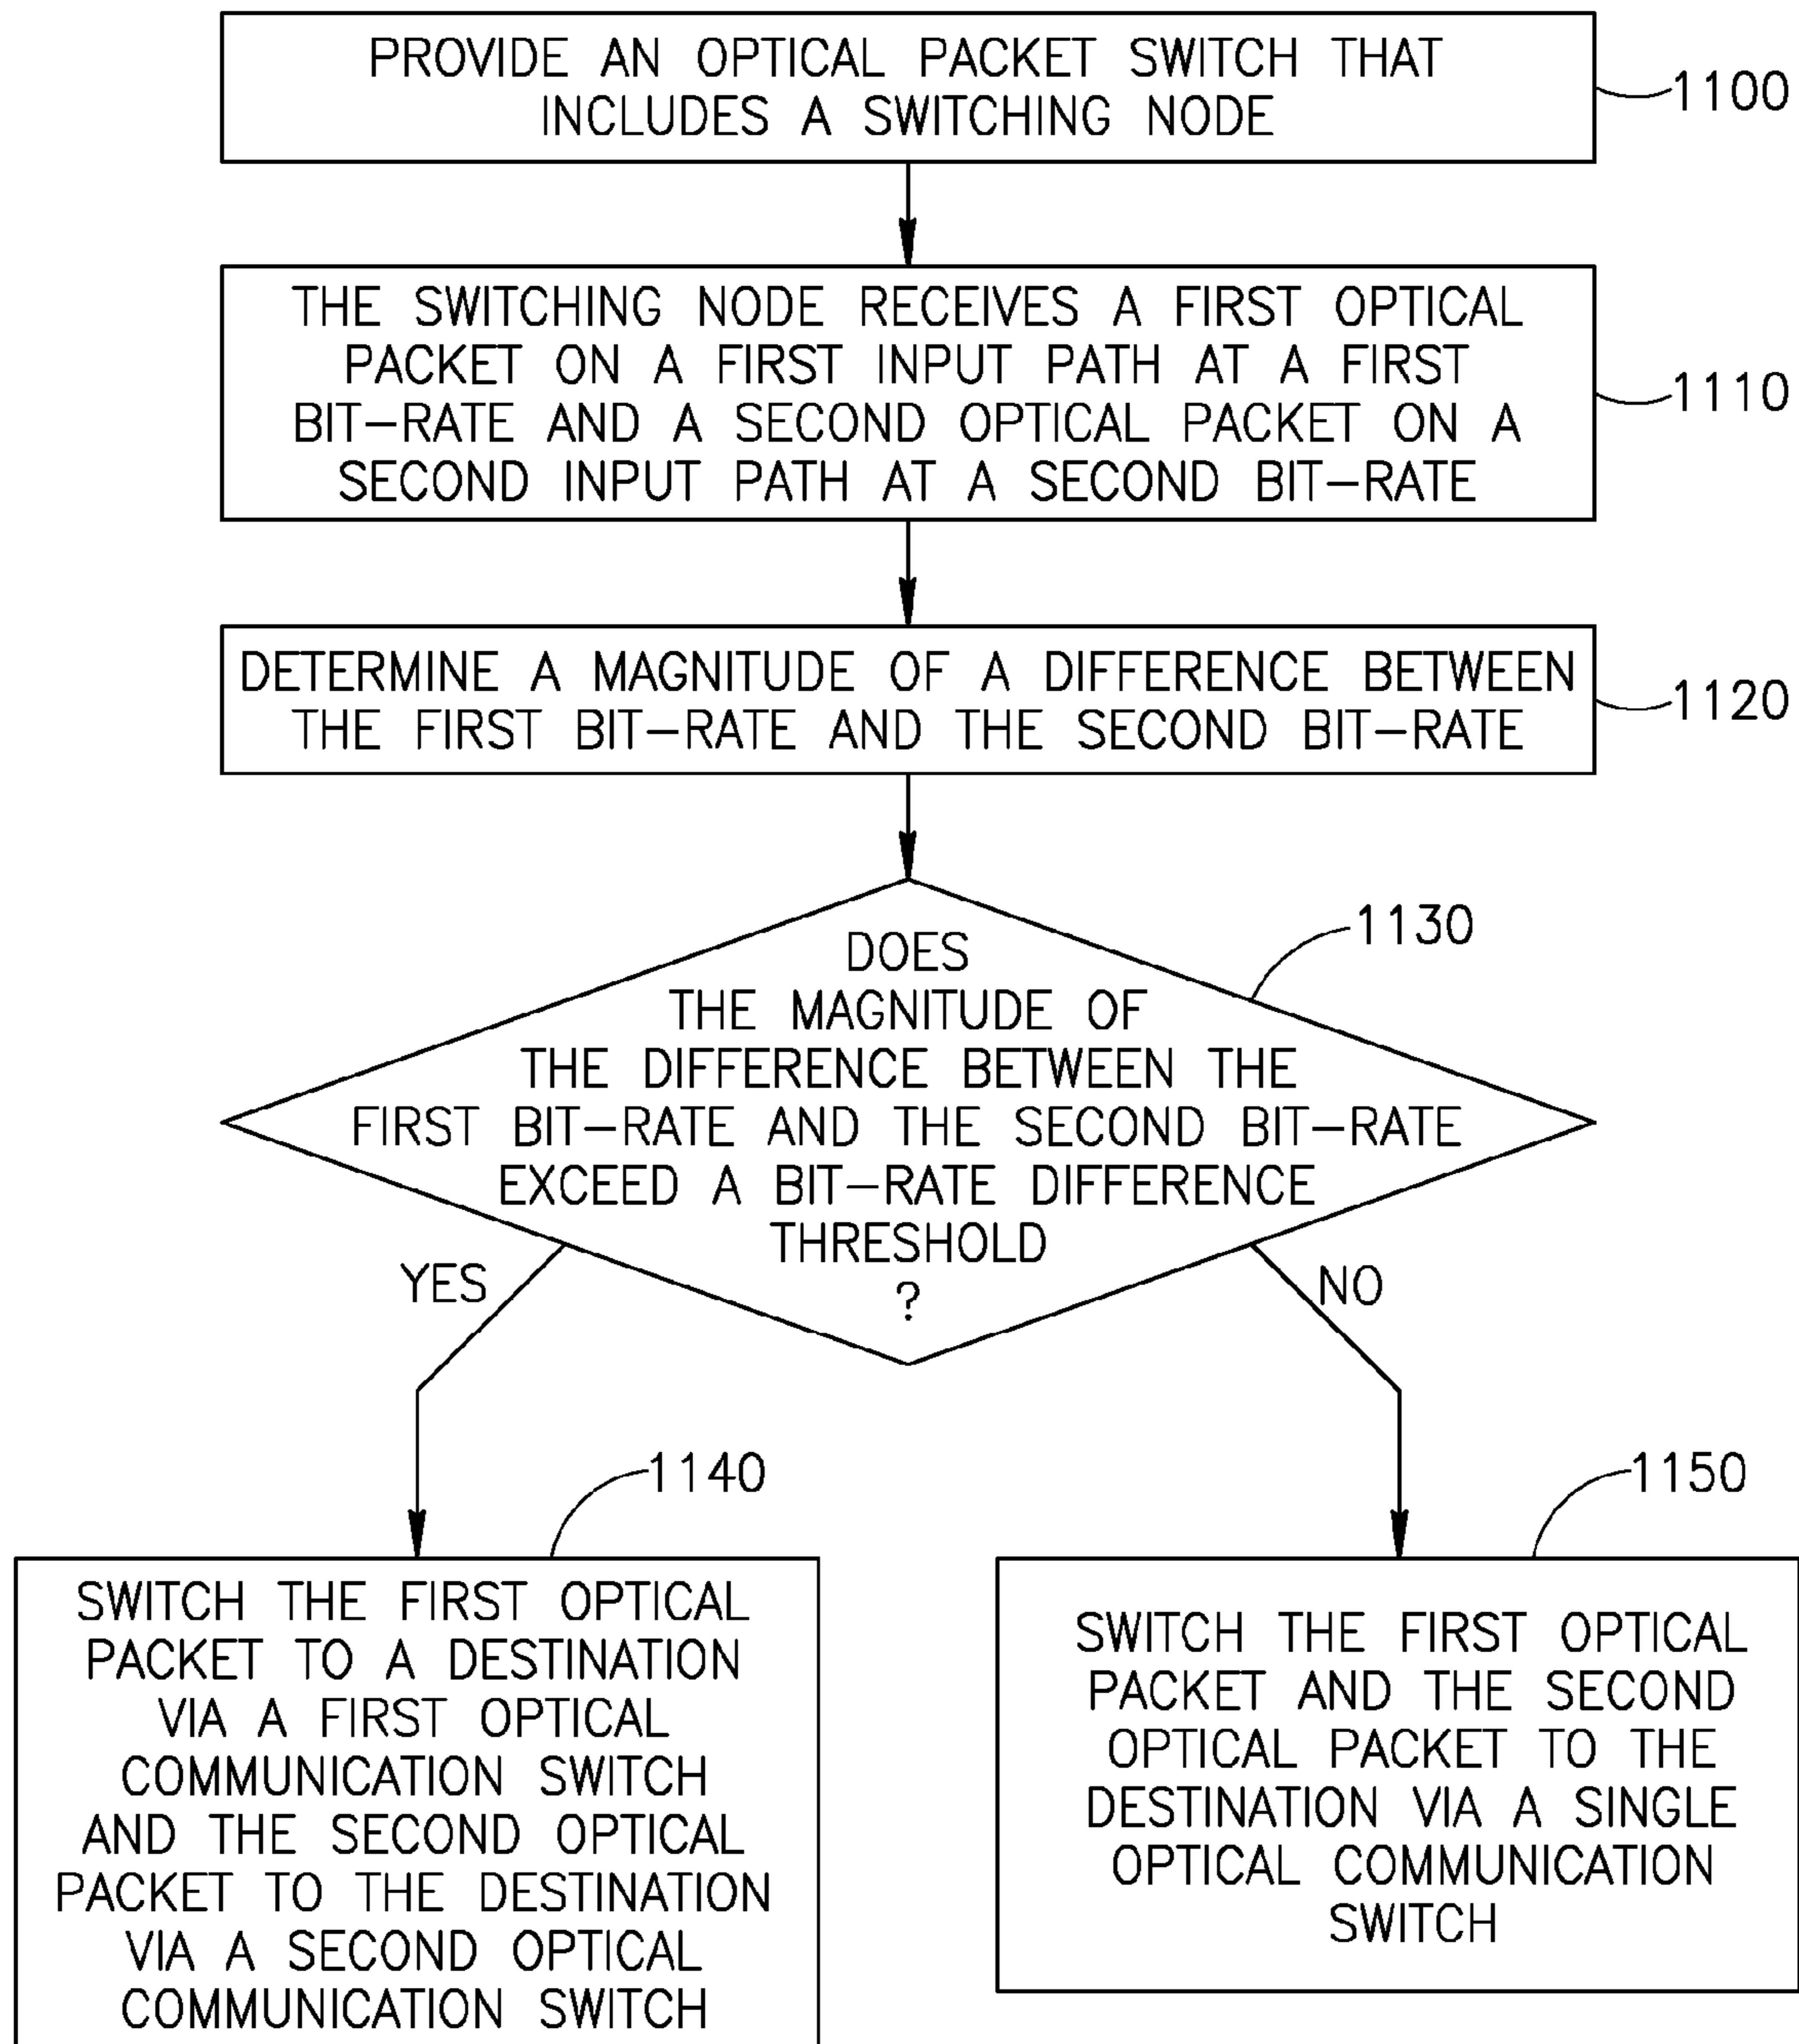 PROVIDE AN OPTICAL PACKET SWITCH THAT
INCLUDES A SWITCHING NODE
1100
THE SWITCHING NODE RECEIVES A FIRST OPTICAL
PACKET ON A FIRST INPUT PATH AT A FIRST
BIT–RATE AND A SECOND OPTICAL PACKET ON A
SECOND INPUT PATH AT A SECOND BIT–RATE
1110
DETERMINE A MAGNITUDE OF A DIFFERENCE BETWEEN
THE FIRST BIT–RATE AND THE SECOND BIT–RATE
1120
1130
DOES
THE MAGNITUDE OF
THE DIFFERENCE BETWEEN THE
FIRST BIT–RATE AND THE SECOND BIT–RATE
EXCEED A BIT–RATE DIFFERENCE
THRESHOLD
?
YES
NO
1140
SWITCH THE FIRST OPTICAL
PACKET TO A DESTINATION
VIA A FIRST OPTICAL
COMMUNICATION SWITCH
AND THE SECOND OPTICAL
PACKET TO THE DESTINATION
VIA A SECOND OPTICAL
COMMUNICATION SWITCH
1150
SWITCH THE FIRST OPTICAL
PACKET AND THE SECOND
OPTICAL PACKET TO THE
DESTINATION VIA A SINGLE
OPTICAL COMMUNICATION
SWITCH